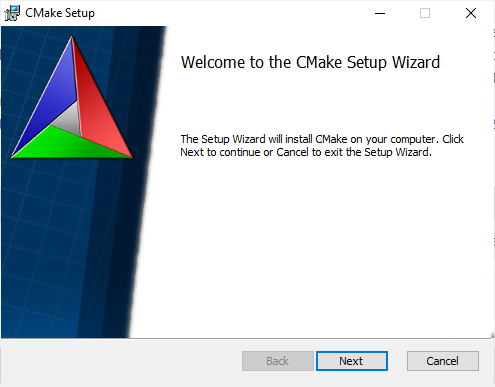 CMake Setup
Welcome to the CMake Setup Wizard
The Setup Wizard will install CMake on your computer. Click
Next to continue or Cancel to exit the Setup Wizard.
Back
Next
Cancel